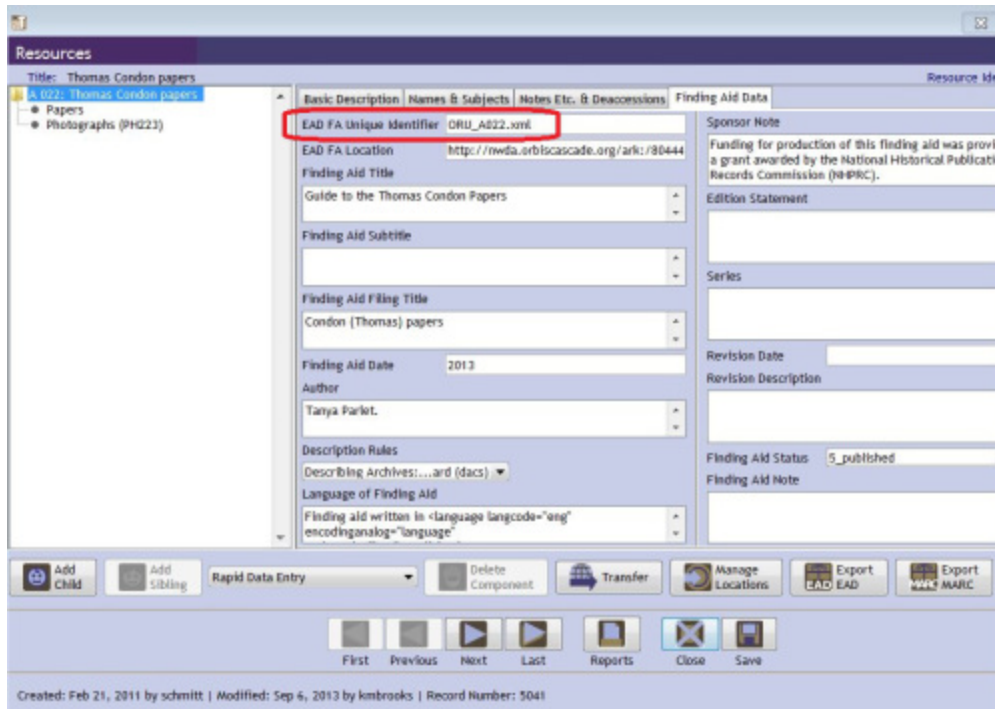 Resources
Title: Thomas Condon papers
Resource Ide
A 022: Thomas Condon papers
Papers
Photographs (PH223)
Basic Description Names & Subjects Notes Etc. & Deaccessions Finding Aid Data
EAD FA Unique Identifier ORU_A022.xml
EAD FA Location http://nwda.orbiscascade.org/ark:/80444
Finding Aid Title
Guide to the Thomas Condon Papers
Finding Aid Subtitle
Finding Aid Filing Title
Condon (Thomas) papers
Finding Aid Date 2013
Author
Tanya Parlet.
Description Rules
Describing Archives:...ard (dacs)
Language of Finding Aid
Finding aid written in <language langcode="eng"
encodinganalog="language"
Sponsor Note
Funding for production of this finding aid was provi
a grant awarded by the National Historical Publicati
Records Commission (NHPRC).
Edition Statement
Series
Revision Date
Revision Description
Finding Aid Status 5_published
Finding Aid Note
Add Child
Add Sibling
Rapid Data Entry
Delete Component
Transfer
Manage Locations
EAD Export EAD
MARC Export MARC
First Previous Next Last Reports Close Save
Created: Feb 21, 2011 by schmitt | Modified: Sep 6, 2013 by kmbrooks | Record Number: 5041